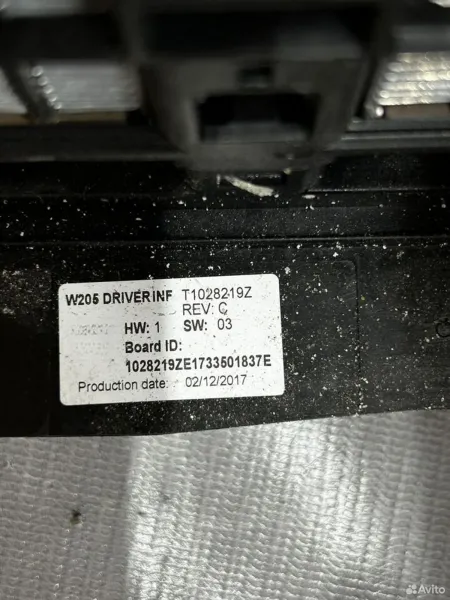 W205 DRIVER INF T1028219Z
REV: C
HW: 1 SW: 03
Board ID:
1028219ZE1733501837E
Production date: 02/12/2017
Avito